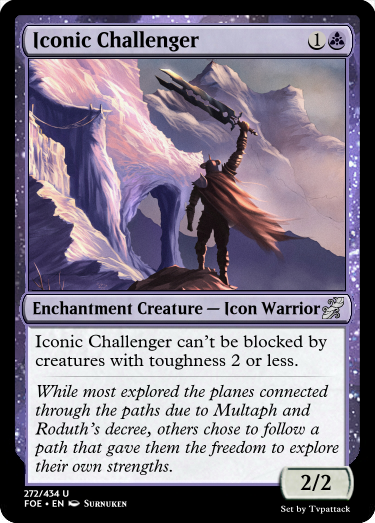 Iconic Challenger 1
Enchantment Creature — Icon Warrior
Iconic Challenger can't be blocked by
creatures with toughness 2 or less.
While most explored the planes connected
through the paths due to Multaph and
Roduth's decree, others chose to follow a
path that gave them the freedom to explore
their own strengths.
2/2
272/434 U
FOE • EN Surnuken
Set by Tvpattack